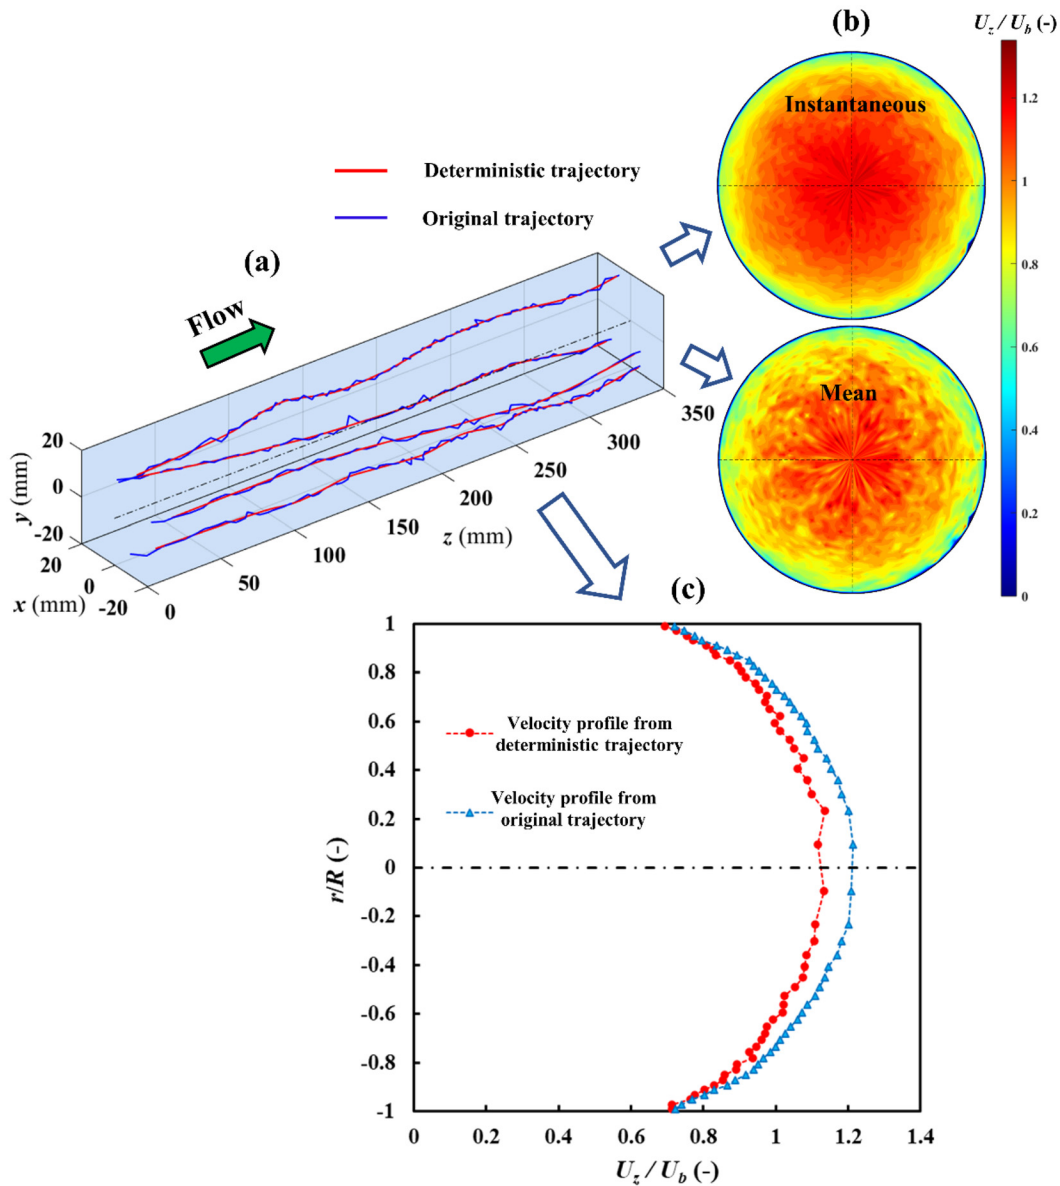 (b)
U_z / U_b (-)
Instantaneous
1.2
1
0.8
0.6
0.4
0.2
0
Deterministic trajectory
Original trajectory
(a)
Flow
Mean
20
0
-20
y (mm)
20
0
-20
x (mm)
0
50
100
150
200
250
300
350
z (mm)
(c)
1
0.8
0.6
0.4
0.2
0
-0.2
-0.4
-0.6
-0.8
-1
r/R (-)
Velocity profile from
deterministic trajectory
Velocity profile from
original trajectory
0
0.2
0.4
0.6
0.8
1
1.2
1.4
U_z / U_b (-)